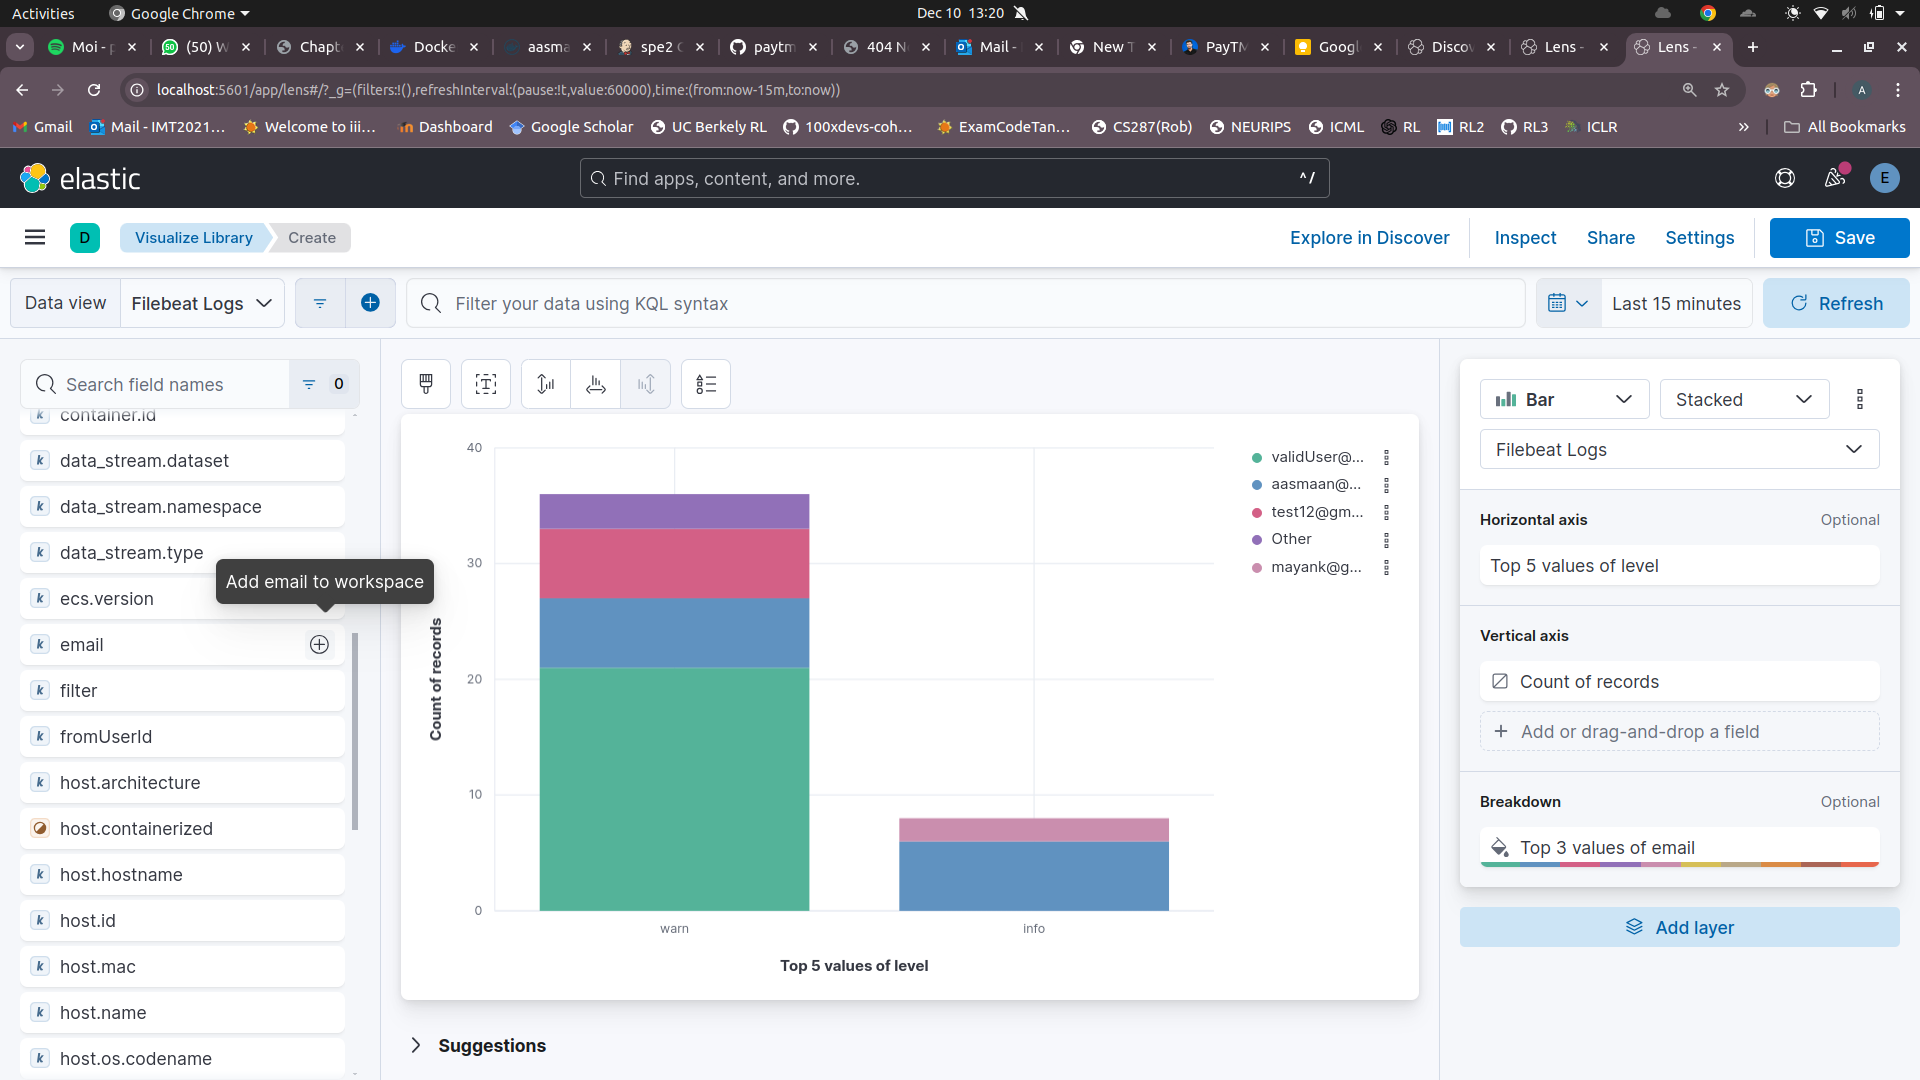 Activities Google Chrome Dec 10 13:20
Moi - p (50) W Chapt Docke aasma spe2 C paytm 404 N Mail - New T PayTM Googl Discov Lens - Lens -
localhost:5601/app/lens#/?_g=(filters:!(),refreshInterval:(pause:!t,value:60000),time:(from:now-15m,to:now))
Gmail Mail - IMT2021... Welcome to iii... Dashboard Google Scholar UC Berkely RL 100xdevs-coh... ExamCodeTan... CS287(Rob) NEURIPS ICML RL RL2 RL3 ICLR » All Bookmarks
elastic Find apps, content, and more. ^/ E
D Visualize Library Create Explore in Discover Inspect Share Settings Save
Data view Filebeat Logs Filter your data using KQL syntax Last 15 minutes Refresh
Search field names 0
container.id
data_stream.dataset
data_stream.namespace
data_stream.type
Add email to workspace
ecs.version
email
filter
fromUserId
host.architecture
host.containerized
host.hostname
host.id
host.mac
host.name
host.os.codename
40
30
20
10
0
Count of records
warn info
Top 5 values of level
validUser@...
aasmaan@...
test12@gm...
Other
mayank@g...
Suggestions
Bar Stacked
Filebeat Logs
Horizontal axis Optional
Top 5 values of level
Vertical axis
Count of records
Add or drag-and-drop a field
Breakdown Optional
Top 3 values of email
Add layer